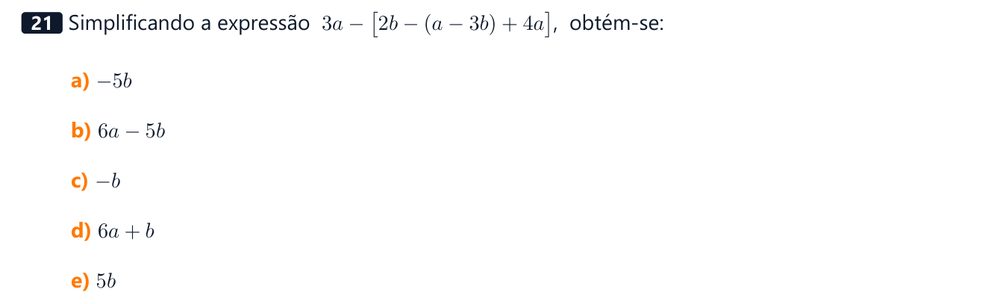 21 Simplificando a expressão 3a − [2b − (a − 3b) + 4a], obtém-se:
a) −5b
b) 6a − 5b
c) −b
d) 6a + b
e) 5b